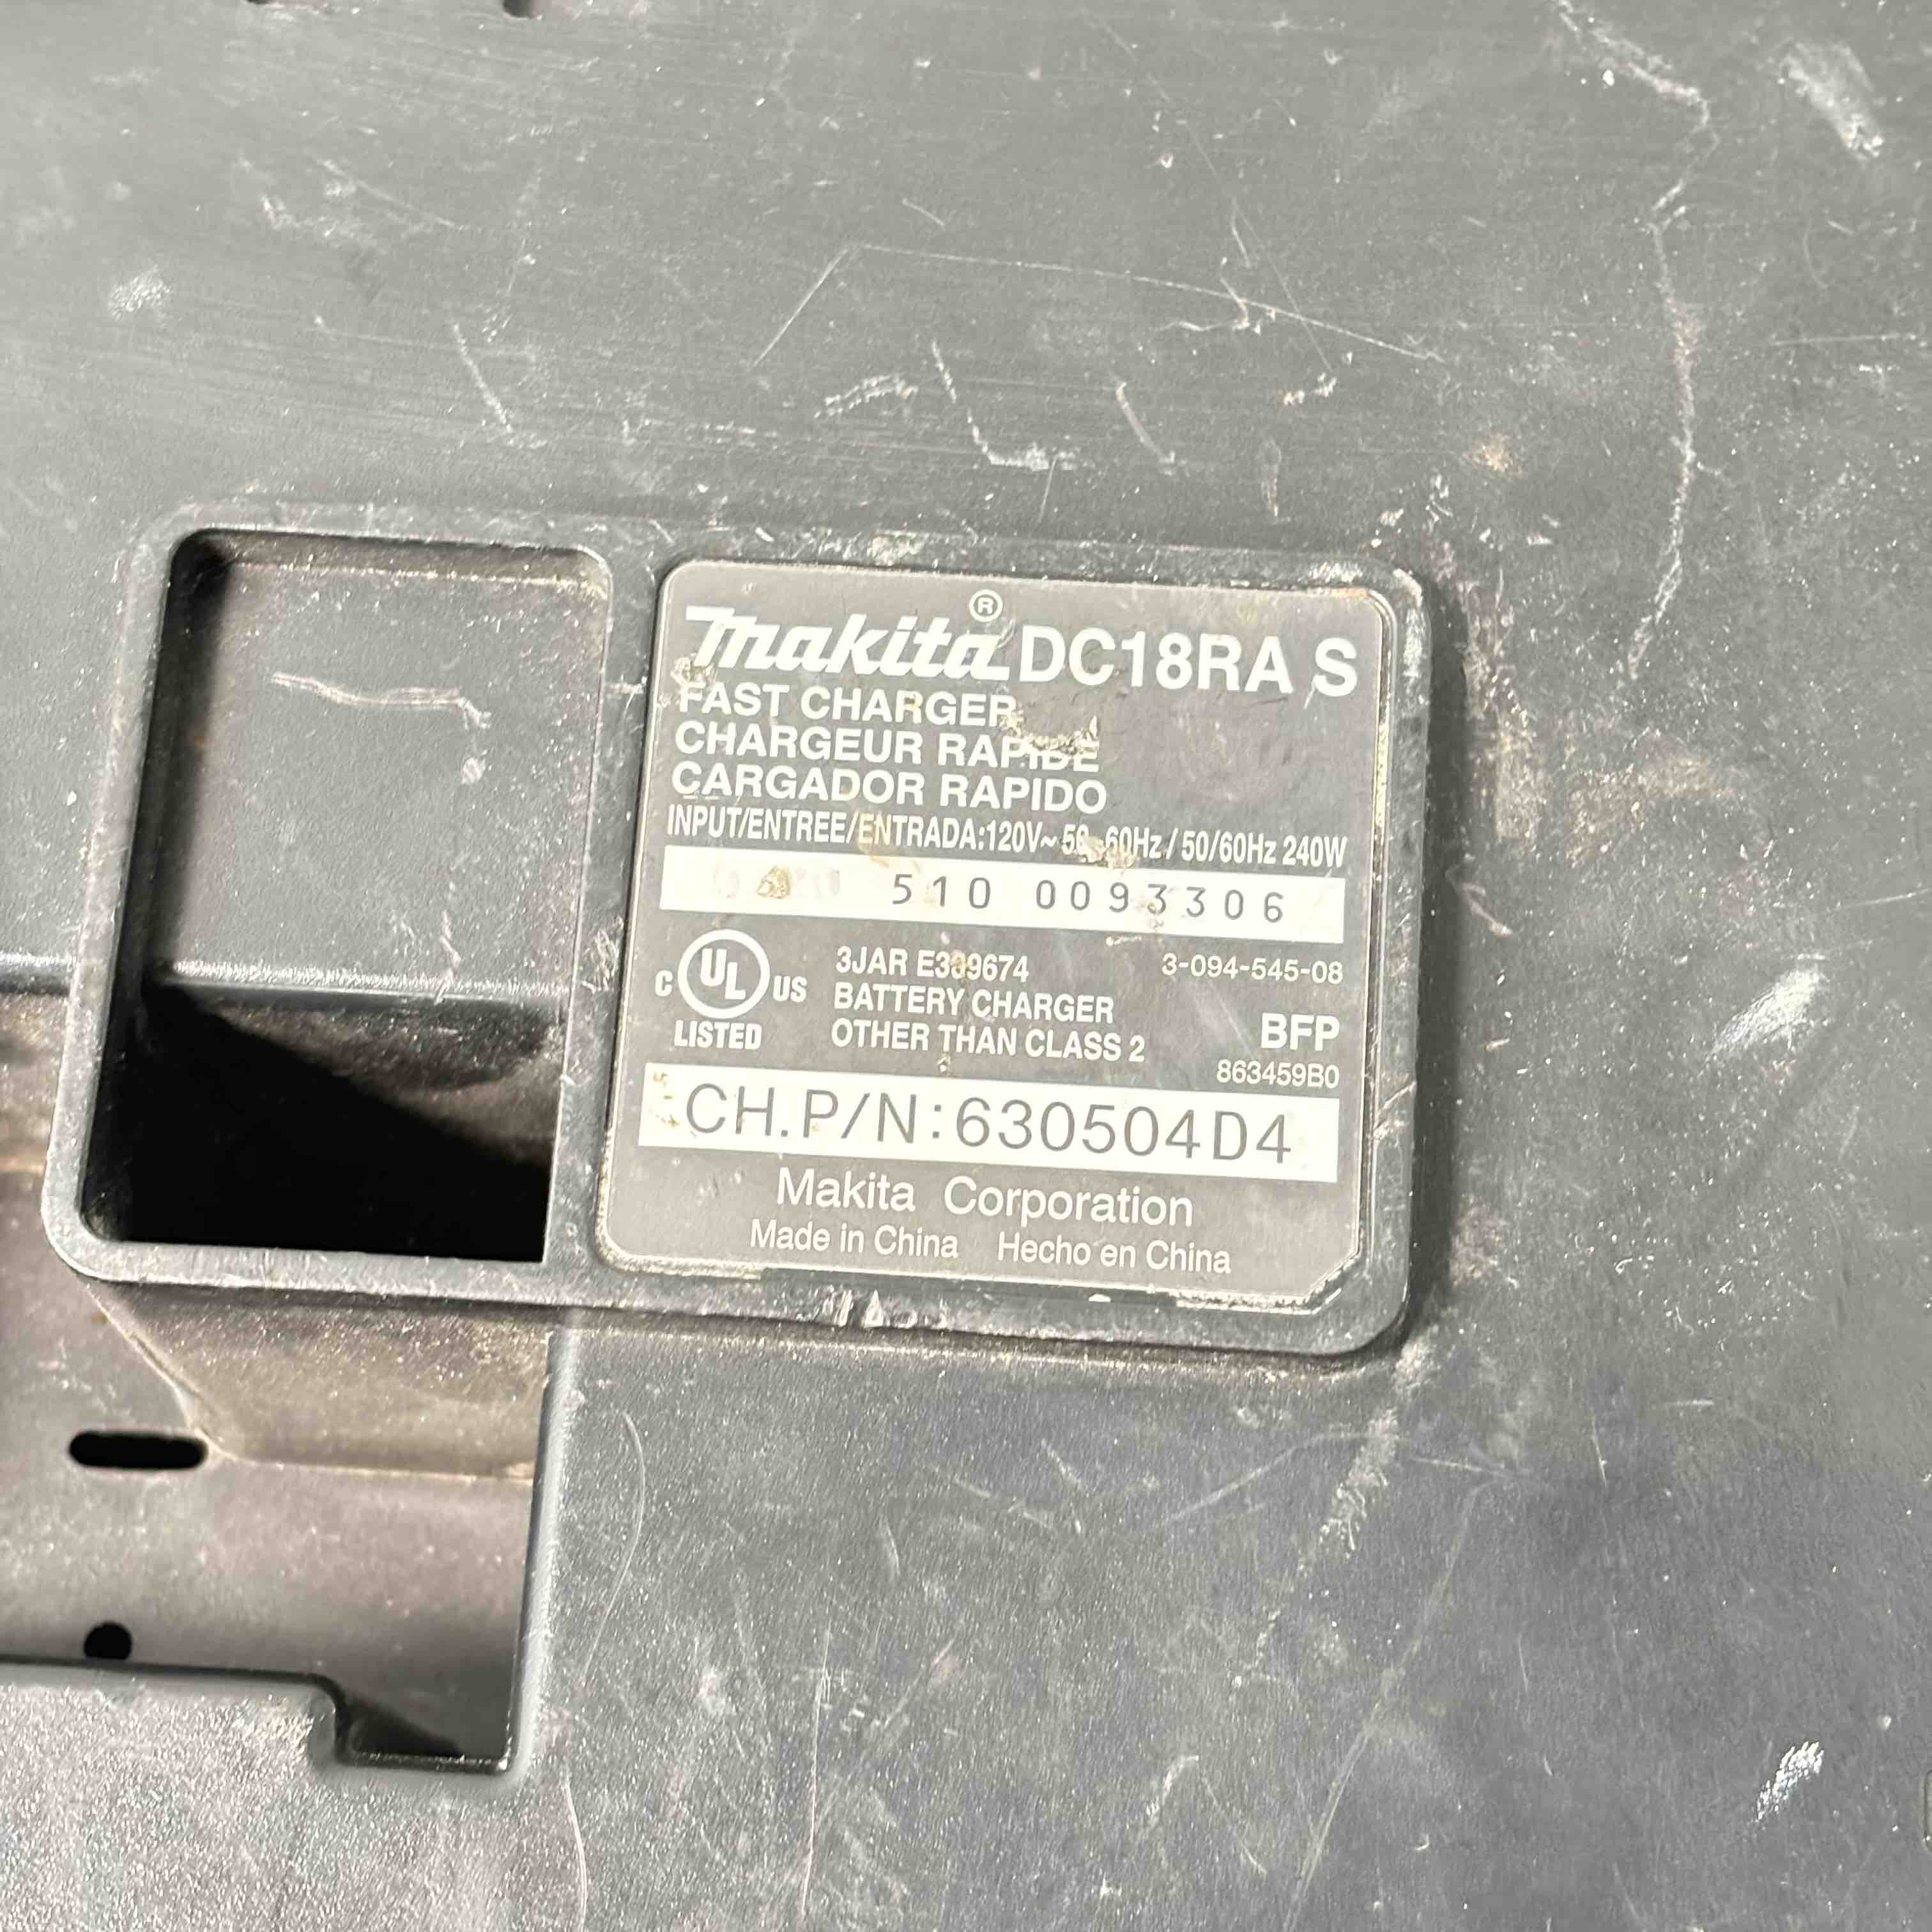 makita® DC18RA S
FAST CHARGER
CHARGEUR RAPIDE
CARGADOR RAPIDO
INPUT/ENTREE/ENTRADA:120V~ 50-60Hz / 50/60Hz 240W
510 0093306
C UL US LISTED
3JAR E309674
3-094-545-08
BATTERY CHARGER
OTHER THAN CLASS 2
BFP
863459B0
CH.P/N:630504D4
Makita Corporation
Made in China Hecho en China